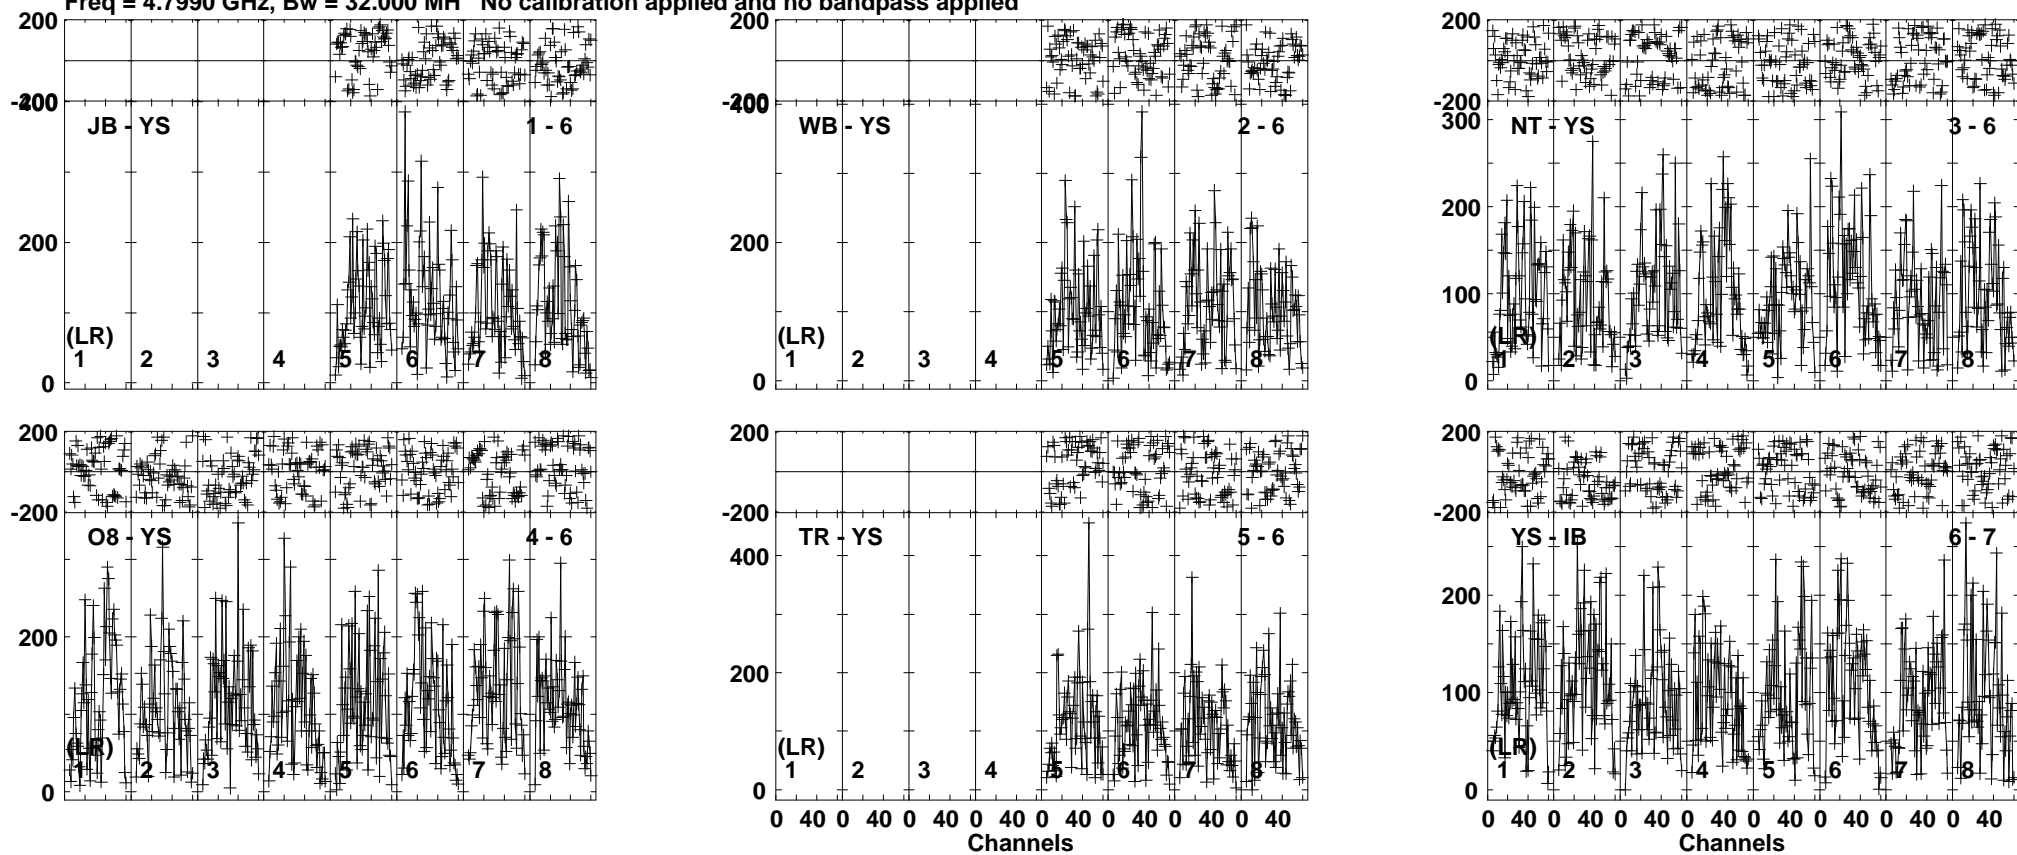 Freq = 4.7990 GHz, Bw = 32.000 MH No calibration applied and no bandpass applied
200
-200
400
JB - YS 1 - 6
200
(LR)
1 2 3 4 5 6 7 8
0
200
-200
400
WB - YS 2 - 6
200
(LR)
1 2 3 4 5 6 7 8
0
200
-200
300
NT - YS 3 - 6
200
100
(LR)
1 2 3 4 5 6 7 8
0
200
-200
O8 - YS 4 - 6
200
(LR)
1 2 3 4 5 6 7 8
0
200
-200
TR - YS 5 - 6
400
200
(LR)
1 2 3 4 5 6 7 8
0
0 40 0 40 0 40 0 40 0 40 0 40 0 40 0 40
Channels
200
-200
YS - IB 6 - 7
200
100
(LR)
1 2 3 4 5 6 7 8
0
0 40 0 40 0 40 0 40 0 40 0 40 0 40 0 40
Channels